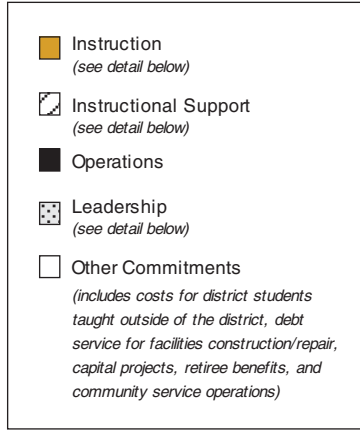 Instruction
(see detail below)
Instructional Support
(see detail below)
Operations
Leadership
(see detail below)
Other Commitments
(includes costs for district students
taught outside of the district, debt
service for facilities construction/repair,
capital projects, retiree benefits, and
community service operations)